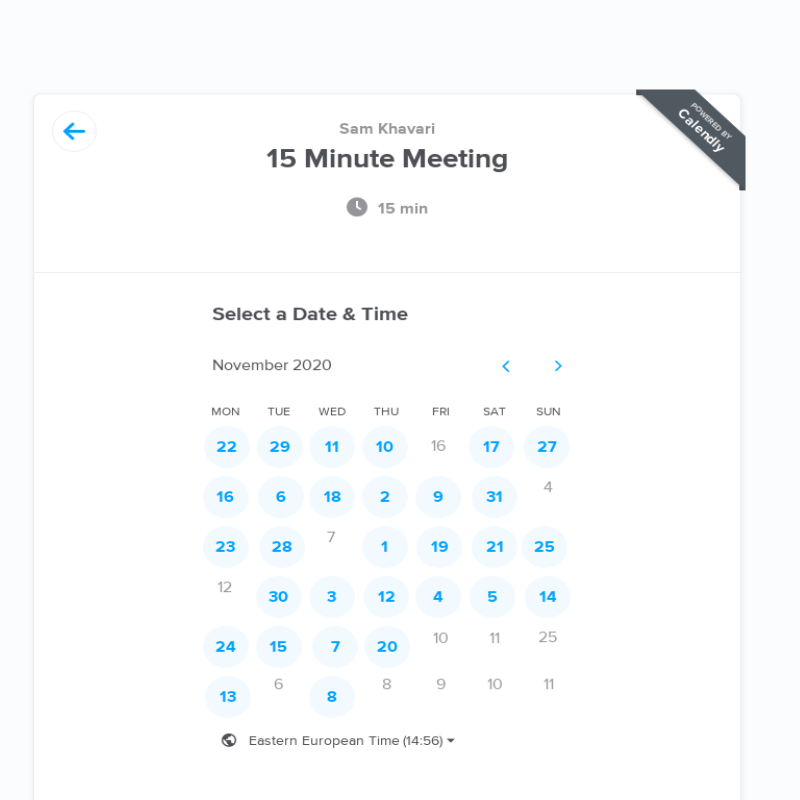 POWERED BY
Calendly
Sam Khavari
15 Minute Meeting
15 min
Select a Date & Time
November 2020
MON TUE WED THU FRI SAT SUN
22 29 11 10 16 17 27
16 6 18 2 9 31 4
23 28 7 1 19 21 25
12 30 3 12 4 5 14
24 15 7 20 10 11 25
13 6 8 8 9 10 11
Eastern European Time (14:56)